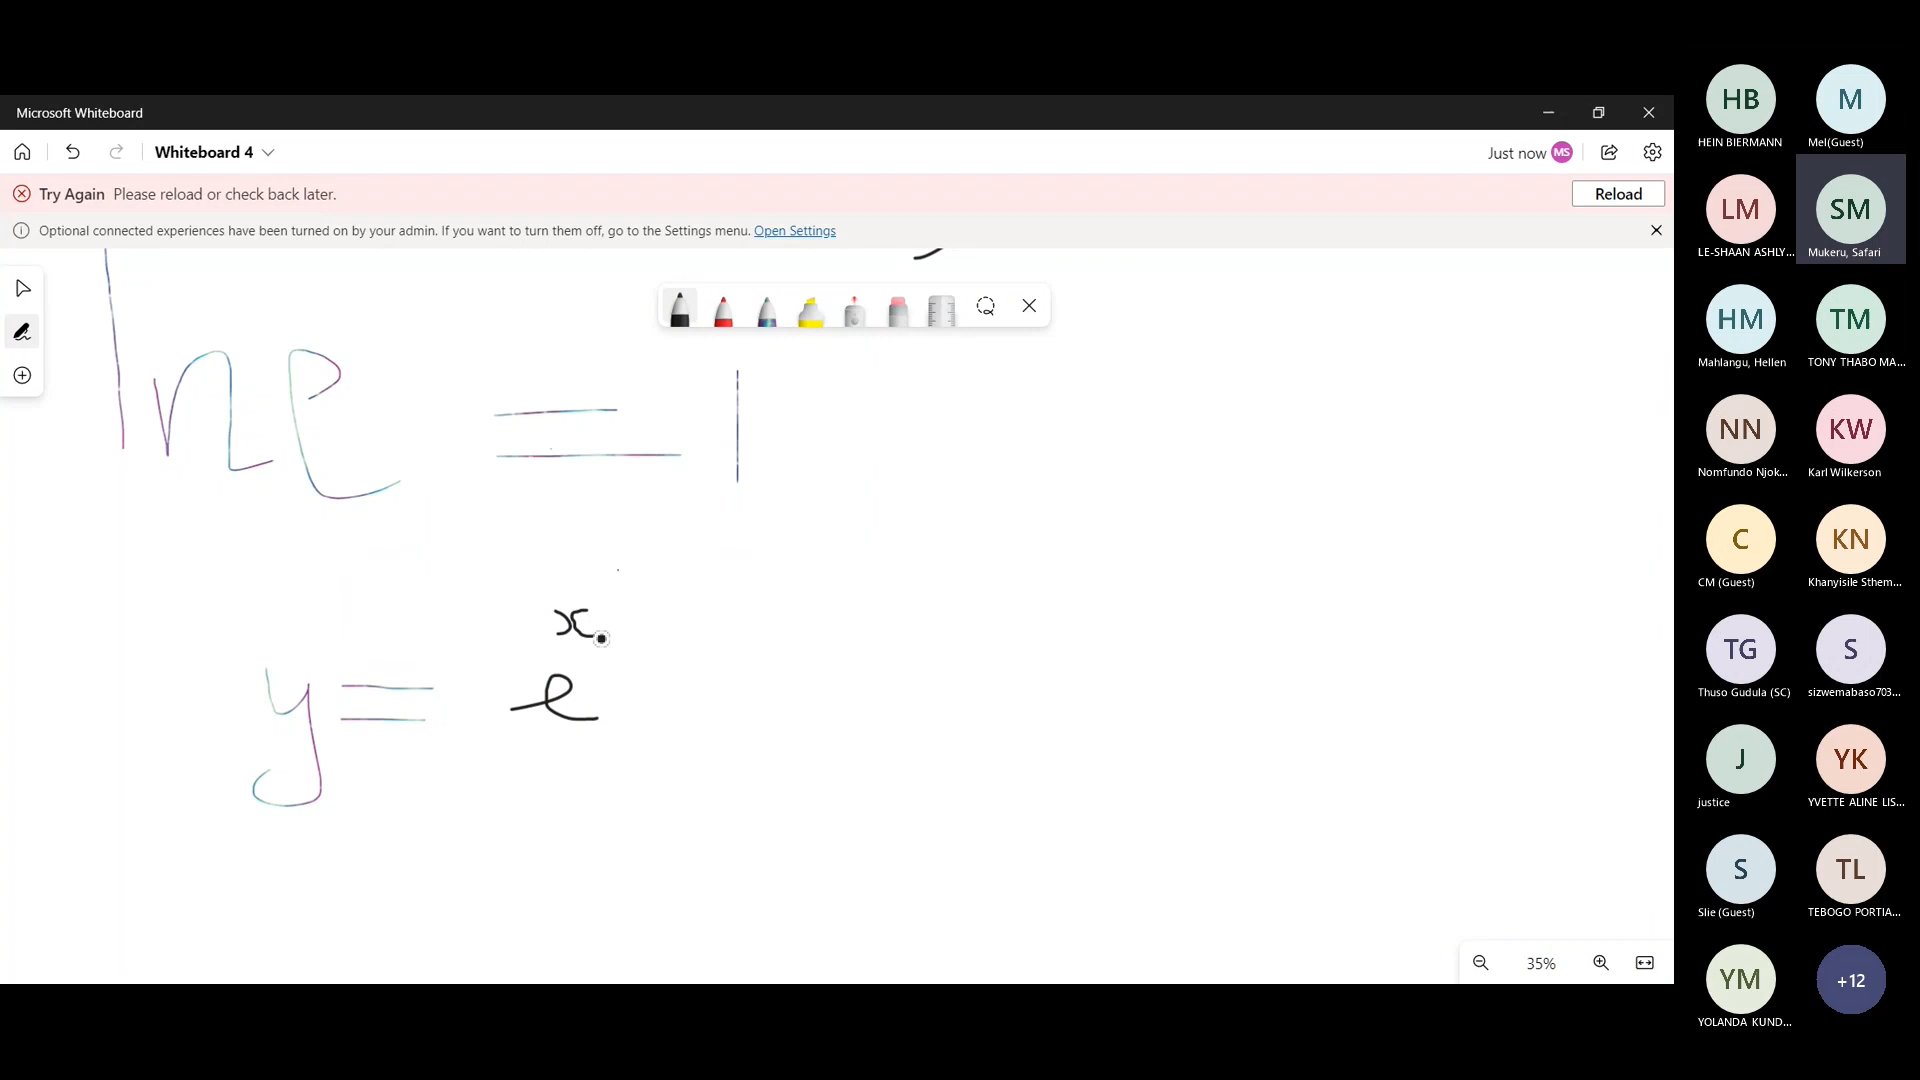 Microsoft Whiteboard
Whiteboard 4
Just now MS
Try Again Please reload or check back later.
Reload
Optional connected experiences have been turned on by your admin. If you want to turn them off, go to the Settings menu. Open Settings
ln e = 1
y = e^x
35%
HB
HEIN BIERMANN
M
Mel(Guest)
LM
LE-SHAAN ASHLY...
SM
Mukeru, Safari
HM
Mahlangu, Hellen
TM
TONY THABO MA...
NN
Nomfundo Njok...
KW
Karl Wilkerson
C
CM (Guest)
KN
Khanyisile Sthem...
TG
Thuso Gudula (SC)
S
sizwemabaso703...
J
justice
YK
YVETTE ALINE LIS...
S
Slie (Guest)
TL
TEBOGO PORTIA...
YM
YOLANDA KUND...
+12